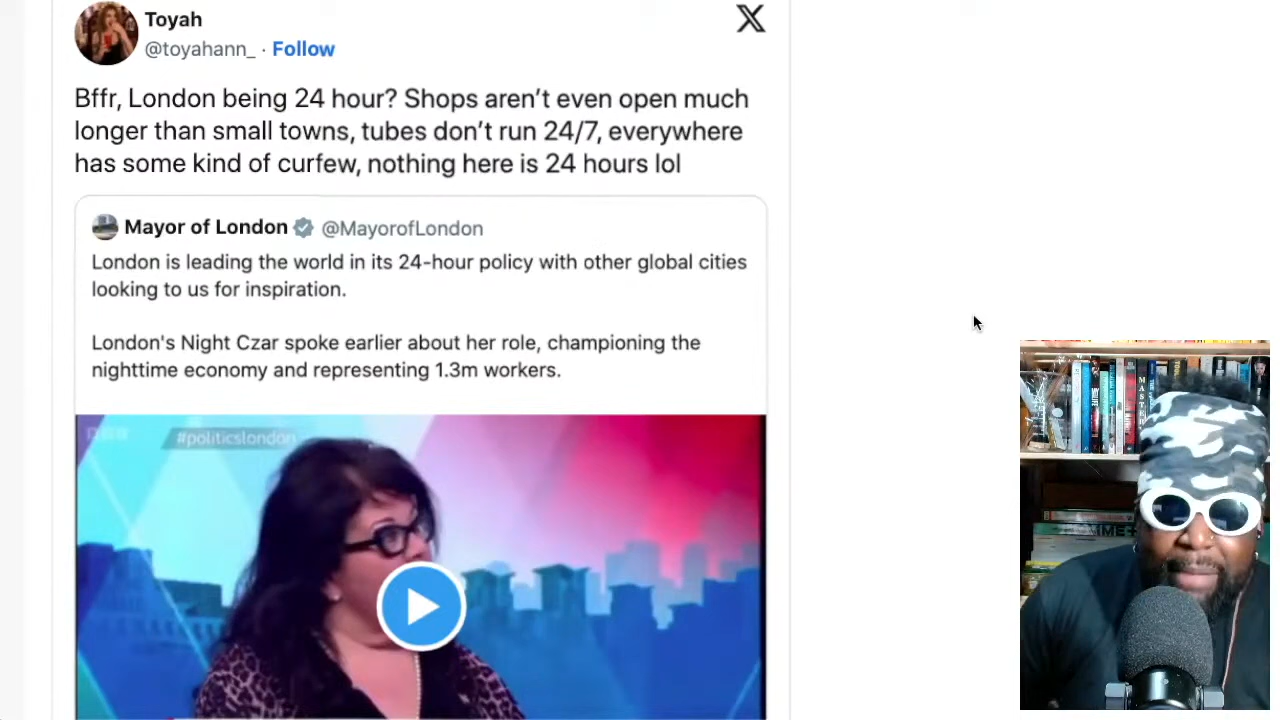 Toyah
@toyahann_ · Follow
Bffr, London being 24 hour? Shops aren’t even open much
longer than small towns, tubes don’t run 24/7, everywhere
has some kind of curfew, nothing here is 24 hours lol
Mayor of London @MayorofLondon
London is leading the world in its 24-hour policy with other global cities
looking to us for inspiration.
London's Night Czar spoke earlier about her role, championing the
nighttime economy and representing 1.3m workers.
BBC #politicslondon